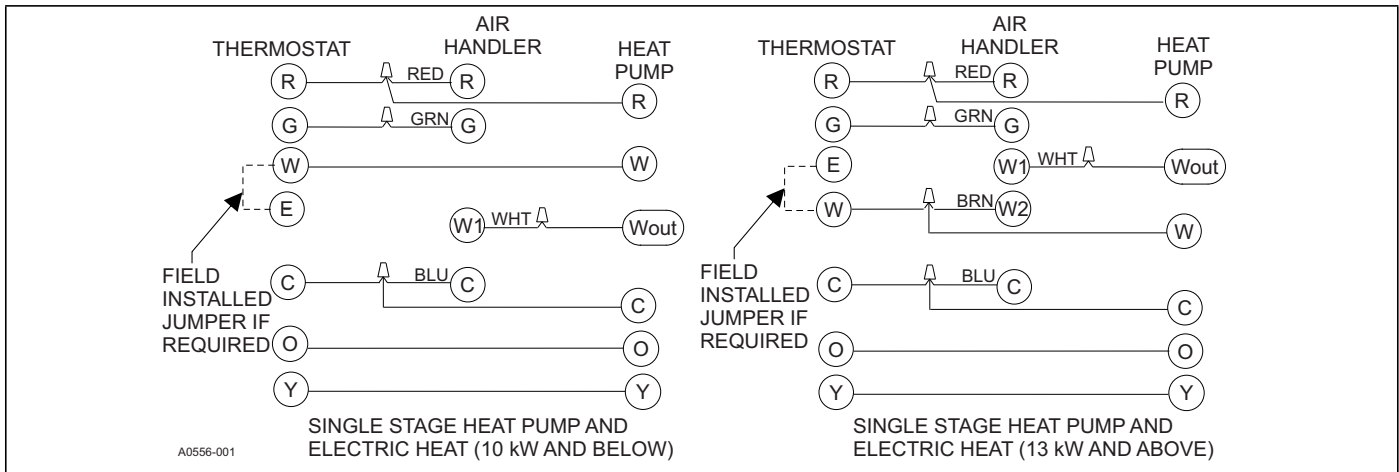 THERMOSTAT
AIR
HANDLER
HEAT
PUMP
R
RED
R
R
G
GRN
G
W
W
E
W1
WHT
Wout
FIELD
INSTALLED
JUMPER IF
REQUIRED
C
BLU
C
C
O
O
Y
Y
SINGLE STAGE HEAT PUMP AND
ELECTRIC HEAT (10 kW AND BELOW)
A0556-001
THERMOSTAT
AIR
HANDLER
HEAT
PUMP
R
RED
R
R
G
GRN
G
E
W1
WHT
Wout
W
BRN
W2
W
FIELD
INSTALLED
JUMPER IF
REQUIRED
C
BLU
C
C
O
O
Y
Y
SINGLE STAGE HEAT PUMP AND
ELECTRIC HEAT (13 kW AND ABOVE)